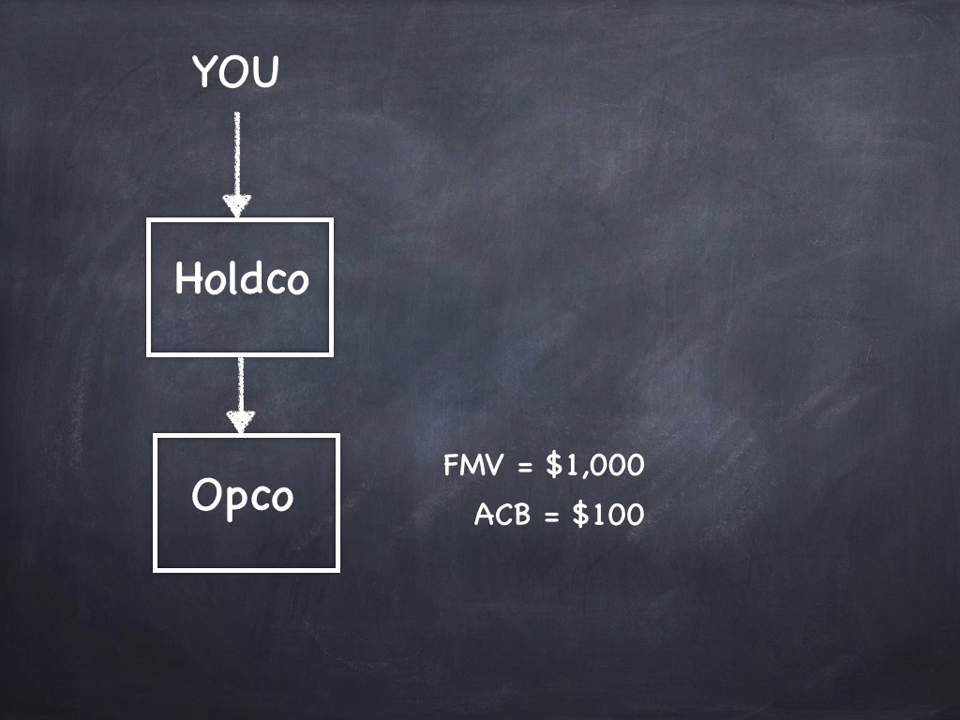 YOU
Holdco
Opco
FMV = $1,000
ACB = $100